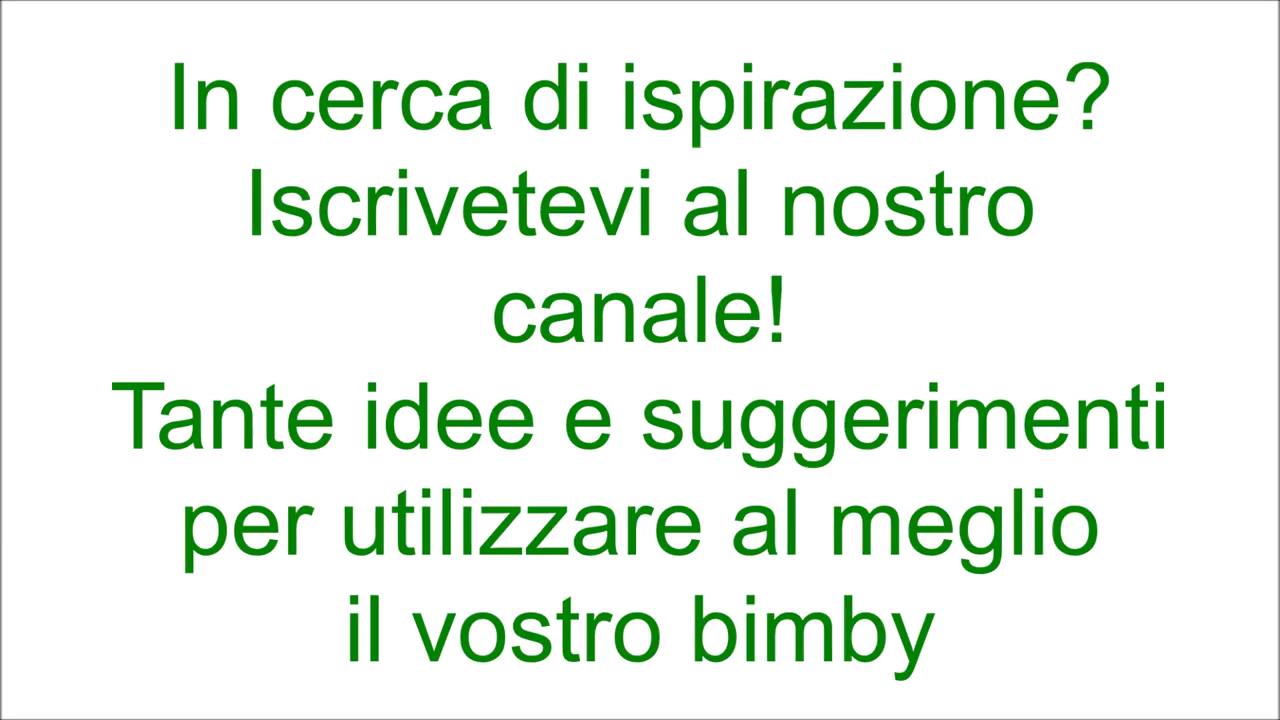 In cerca di ispirazione?
Iscrivetevi al nostro
canale!
Tante idee e suggerimenti
per utilizzare al meglio
il vostro bimby